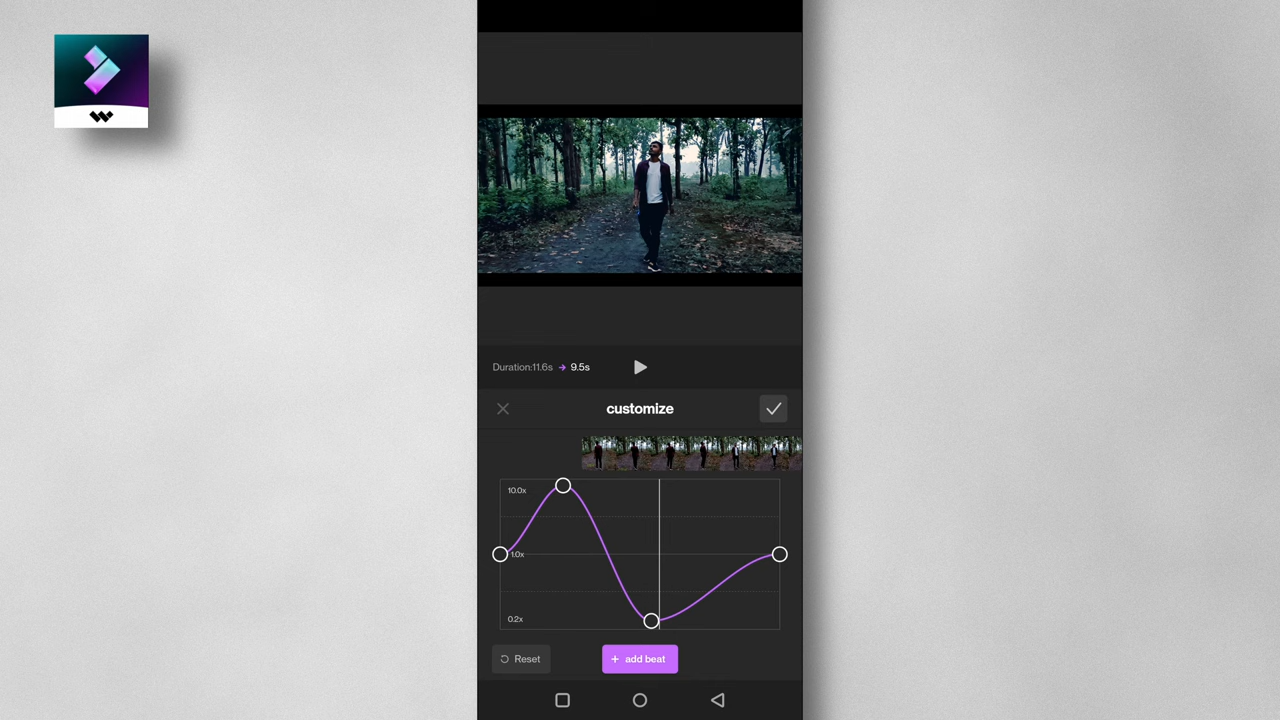 Duration:11.6s → 9.5s
customize
10.0x
1.0x
0.2x
Reset
+ add beat